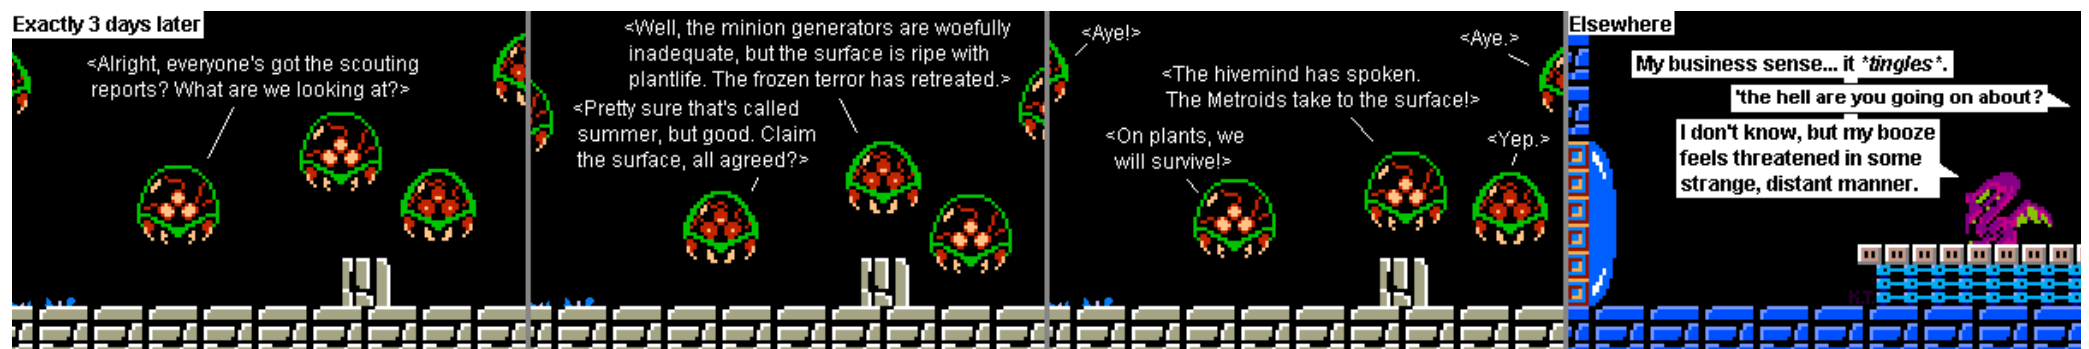 Exactly 3 days later
<Alright, everyone's got the scouting
reports? What are we looking at?>
<Well, the minion generators are woefully
inadequate, but the surface is ripe with
plantlife. The frozen terror has retreated.>
<Pretty sure that's called
summer, but good. Claim
the surface, all agreed?>
<Aye!>
<Aye.>
<The hivemind has spoken.
The Metroids take to the surface!>
<On plants, we
will survive!>
<Yep.>
Elsewhere
My business sense... it *tingles*.
'the hell are you going on about?
I don't know, but my booze
feels threatened in some
strange, distant manner.
K.T.